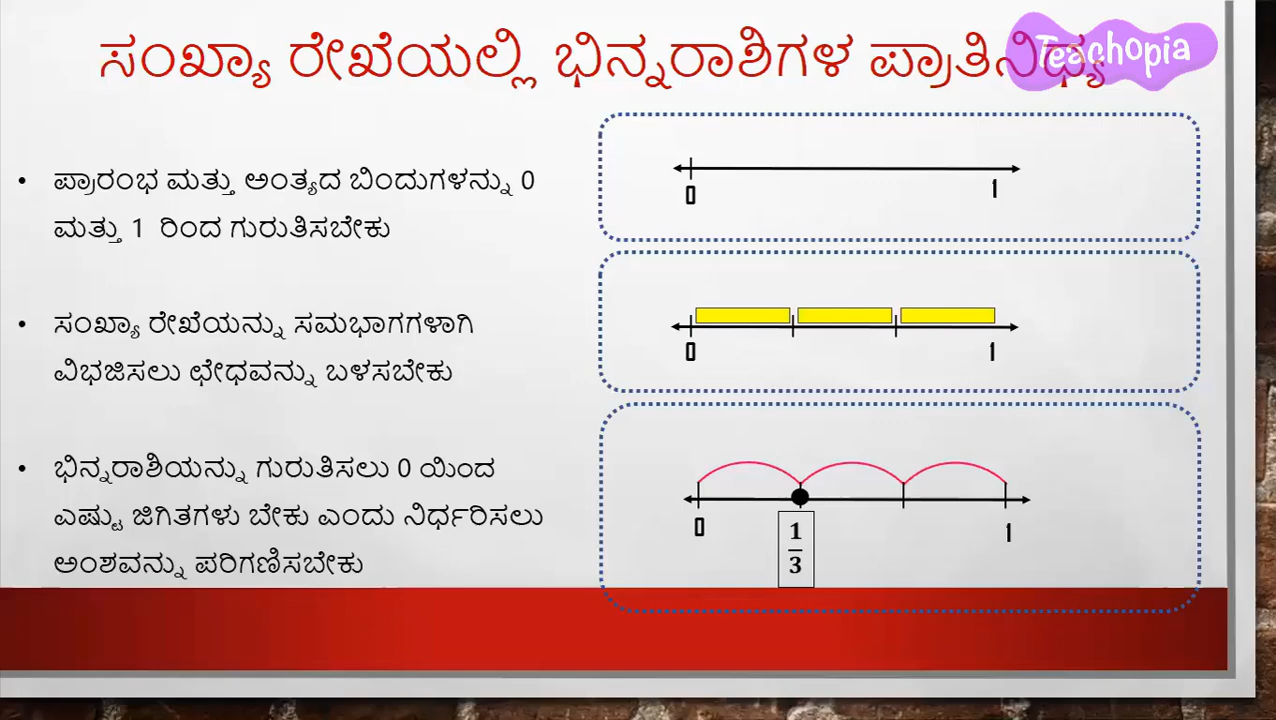 ಸಂಖ್ಯಾ ರೇಖೆಯಲ್ಲಿ ಭಿನ್ನರಾಶಿಗಳ ಪ್ರಾತಿನಿಧ್ಯ
Teachopia
• ಪ್ರಾರಂಭ ಮತ್ತು ಅಂತ್ಯದ ಬಿಂದುಗಳನ್ನು 0
ಮತ್ತು 1 ರಿಂದ ಗುರುತಿಸಬೇಕು
• ಸಂಖ್ಯಾ ರೇಖೆಯನ್ನು ಸಮಭಾಗಗಳಾಗಿ
ವಿಭಜಿಸಲು ಛೇಧವನ್ನು ಬಳಸಬೇಕು
• ಭಿನ್ನರಾಶಿಯನ್ನು ಗುರುತಿಸಲು 0 ಯಿಂದ
ಎಷ್ಟು ಜಿಗಿತಗಳು ಬೇಕು ಎಂದು ನಿರ್ಧರಿಸಲು
ಅಂಶವನ್ನು ಪರಿಗಣಿಸಬೇಕು
0 1
0 1
0 1
1
3